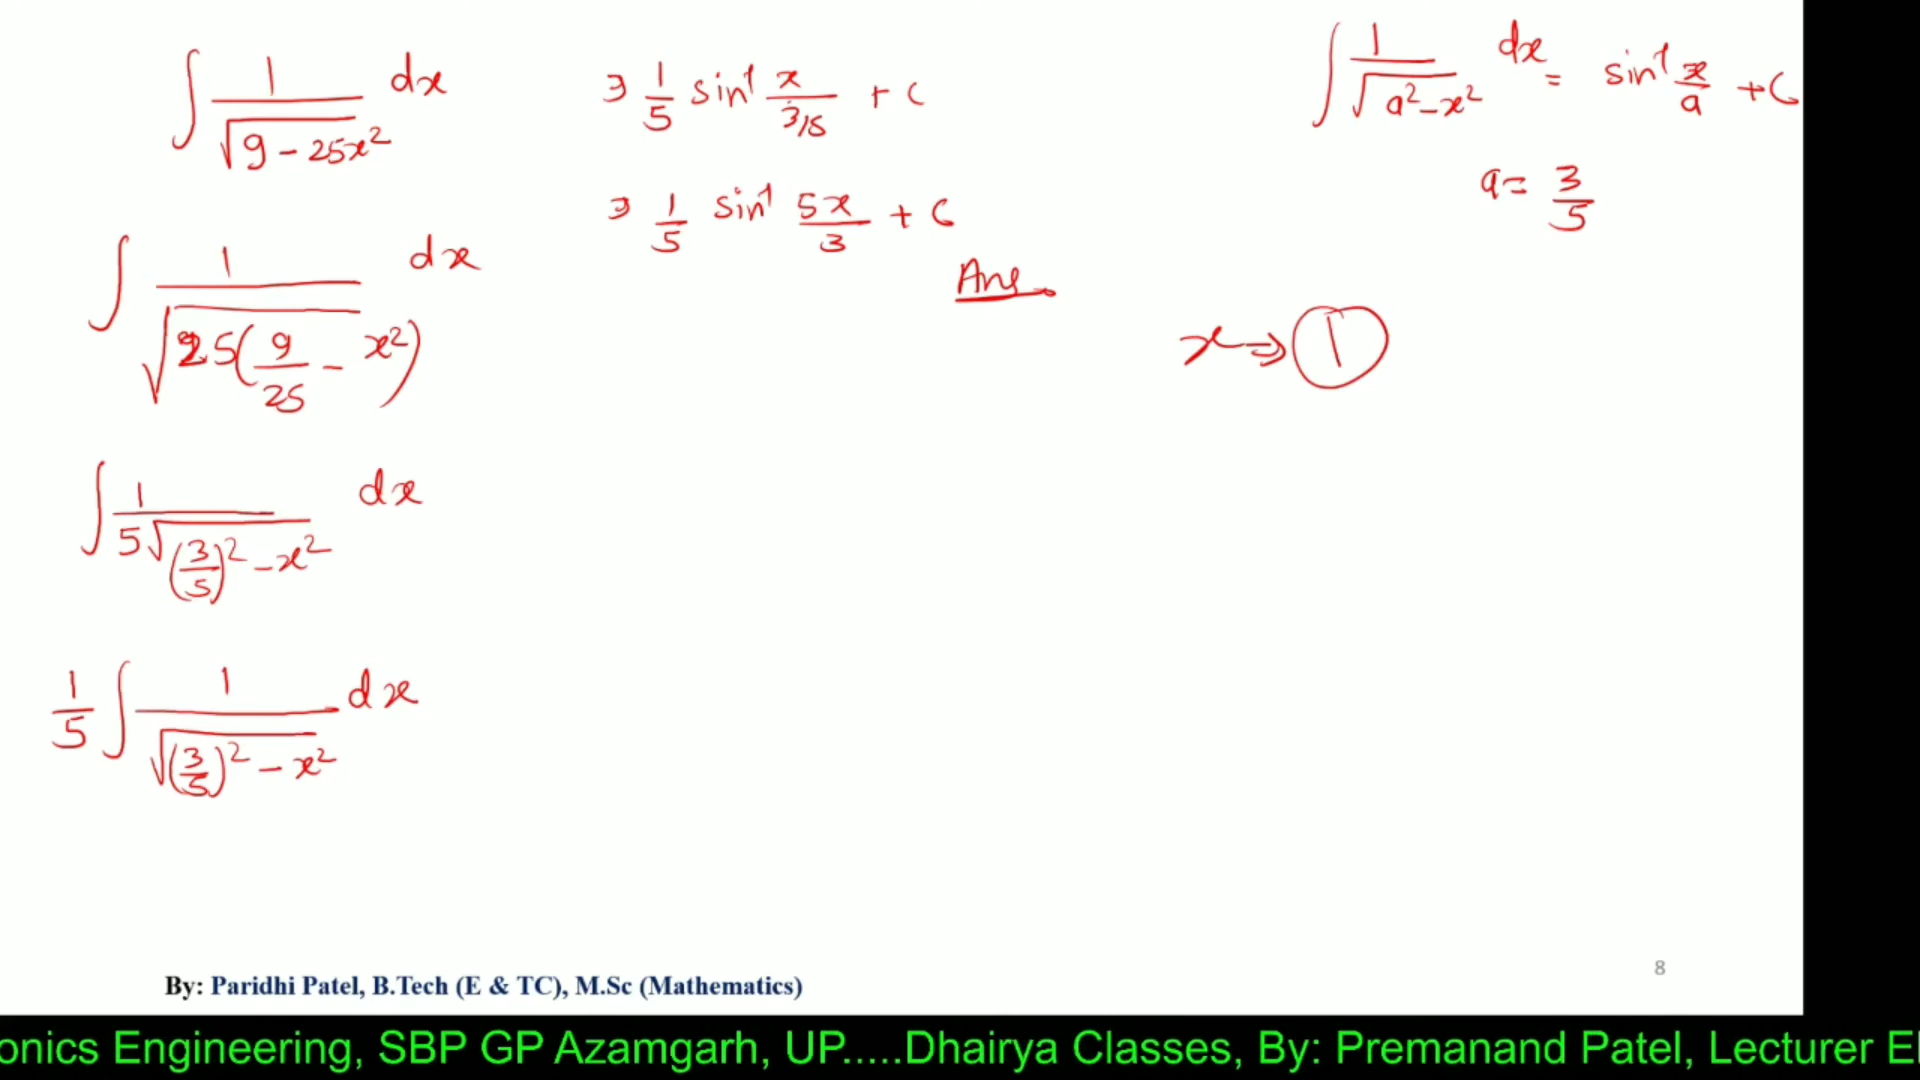 ∫ 1/√(9 - 25x²) dx
∫ 1/√(25(9/25 - x²)) dx
∫ 1/(5√((3/5)² - x²)) dx
1/5 ∫ 1/√((3/5)² - x²) dx
⇒ 1/5 sin⁻¹ x/(3/5) + C
⇒ 1/5 sin⁻¹ 5x/3 + C
Ans
∫ 1/√(a² - x²) dx = sin⁻¹ x/a + C
a = 3/5
x ⇒ 1
8
By: Paridhi Patel, B.Tech (E & TC), M.Sc (Mathematics)
onics Engineering, SBP GP Azamgarh, UP.....Dhairya Classes, By: Premanand Patel, Lecturer El